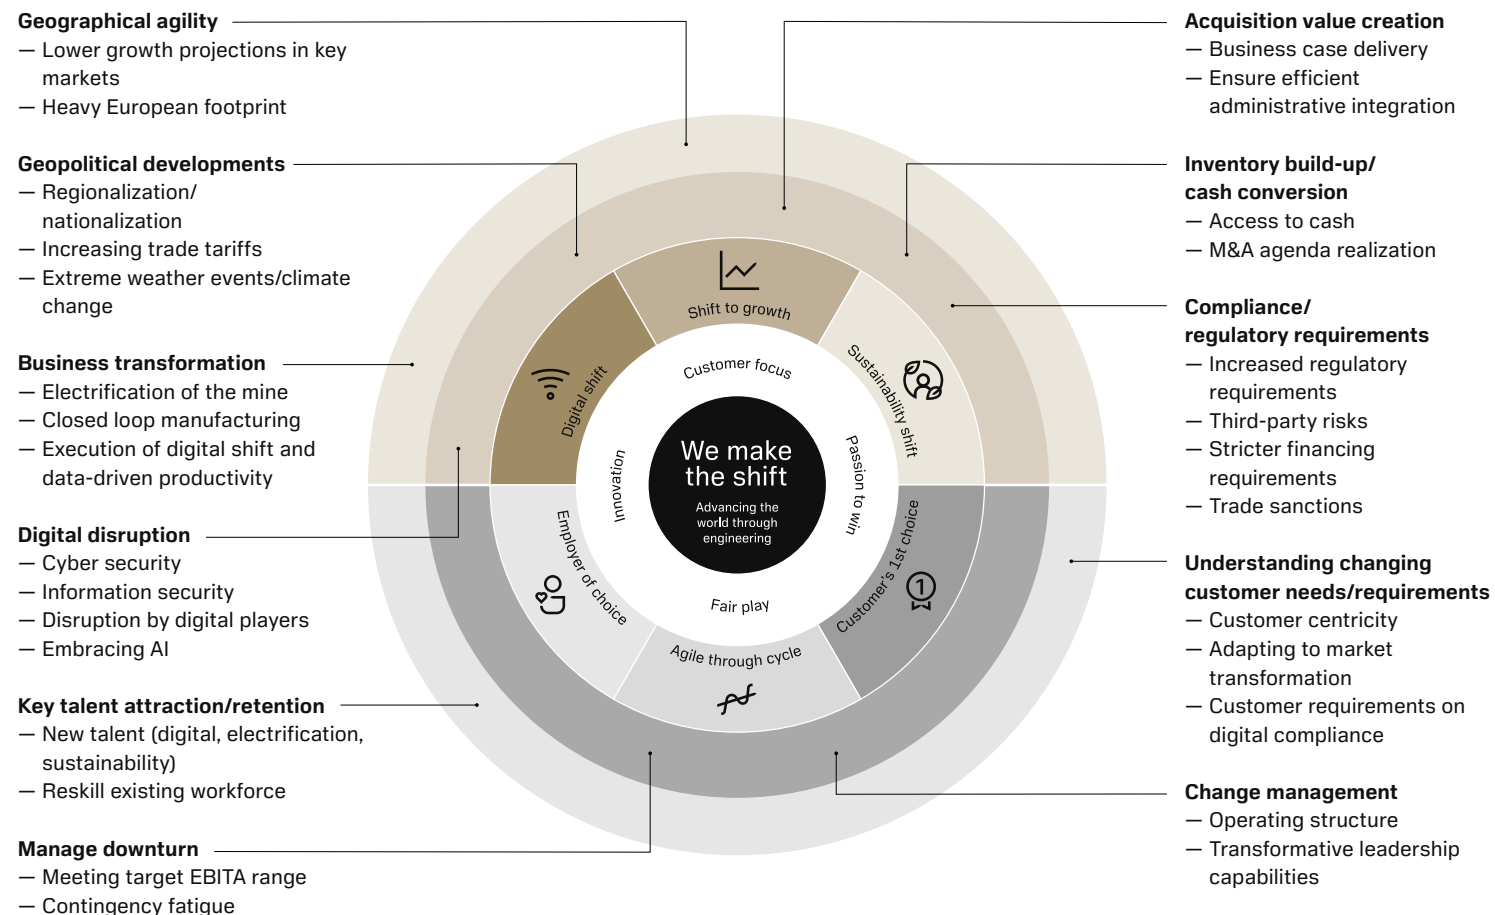 Geographical agility
— Lower growth projections in key
markets
— Heavy European footprint
Geopolitical developments
— Regionalization/
nationalization
— Increasing trade tariffs
— Extreme weather events/climate
change
Business transformation
— Electrification of the mine
— Closed loop manufacturing
— Execution of digital shift and
data-driven productivity
Digital disruption
— Cyber security
— Information security
— Disruption by digital players
— Embracing AI
Key talent attraction/retention
— New talent (digital, electrification,
sustainability)
— Reskill existing workforce
Manage downturn
— Meeting target EBITA range
— Contingency fatigue
Shift to growth
Digital shift
Sustainability shift
Customer focus
Innovation
Passion to win
Fair play
We make
the shift
Advancing the
world through
engineering
Employer of choice
Agile through cycle
Customer's 1st choice
1
Acquisition value creation
— Business case delivery
— Ensure efficient
administrative integration
Inventory build-up/
cash conversion
— Access to cash
— M&A agenda realization
Compliance/
regulatory requirements
— Increased regulatory
requirements
— Third-party risks
— Stricter financing
requirements
— Trade sanctions
Understanding changing
customer needs/requirements
— Customer centricity
— Adapting to market
transformation
— Customer requirements on
digital compliance
Change management
— Operating structure
— Transformative leadership
capabilities